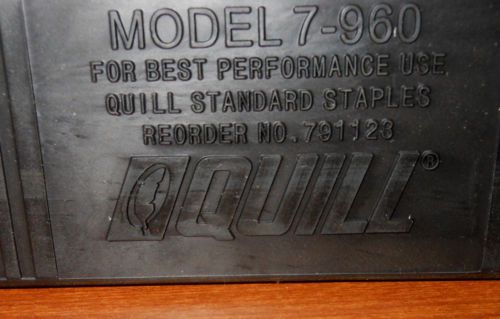 MODEL 7-960
FOR BEST PERFORMANCE USE
QUILL STANDARD STAPLES
REORDER NO. 791123
QUILL®